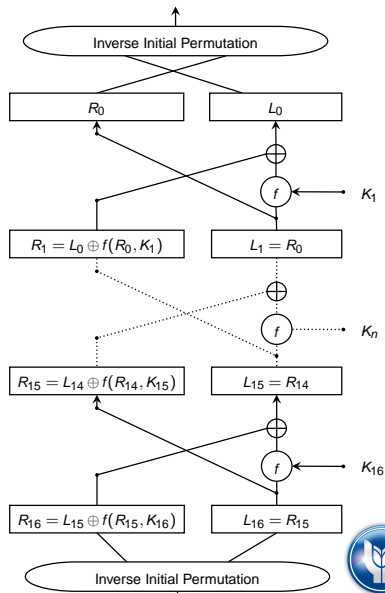 Inverse Initial Permutation
R₀ L₀
f K₁
R₁ = L₀ ⊕ f(R₀, K₁) L₁ = R₀
f Kₙ
R₁₅ = L₁₄ ⊕ f(R₁₄, K₁₅) L₁₅ = R₁₄
f K₁₆
R₁₆ = L₁₅ ⊕ f(R₁₅, K₁₆) L₁₆ = R₁₅
Inverse Initial Permutation